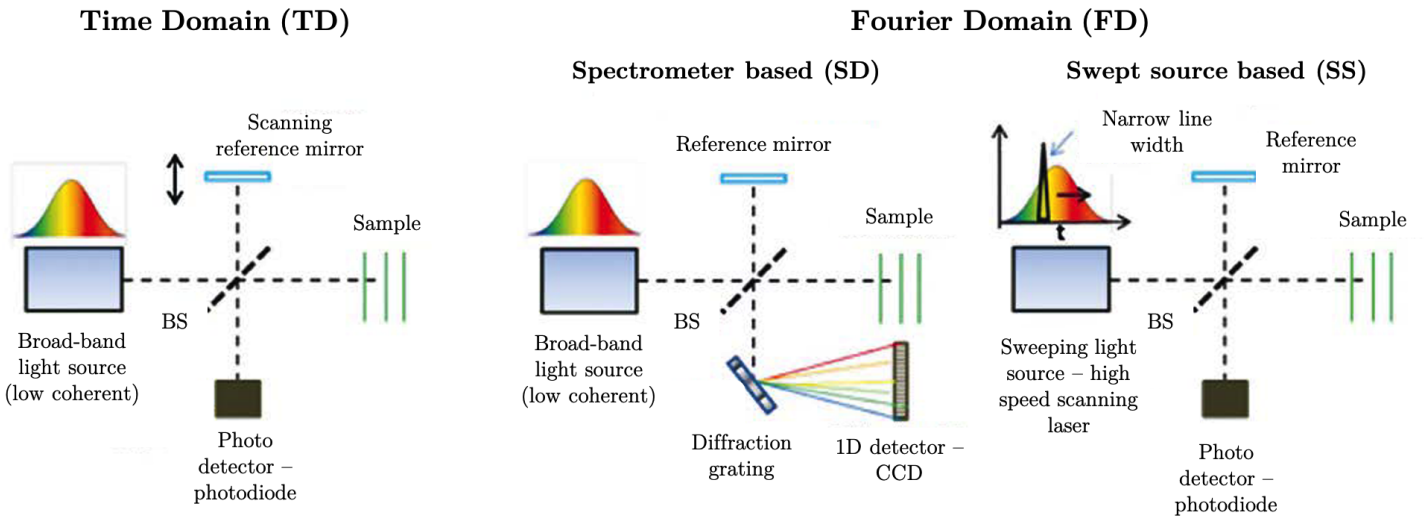 Time Domain (TD)
Scanning
reference mirror
Sample
BS
Broad-band
light source
(low coherent)
Photo
detector –
photodiode
Fourier Domain (FD)
Spectrometer based (SD)
Reference mirror
Sample
BS
Broad-band
light source
(low coherent)
Diffraction
grating
1D detector –
CCD
Swept source based (SS)
Narrow line
width
Reference
mirror
t
Sample
BS
Sweeping light
source – high
speed scanning
laser
Photo
detector –
photodiode